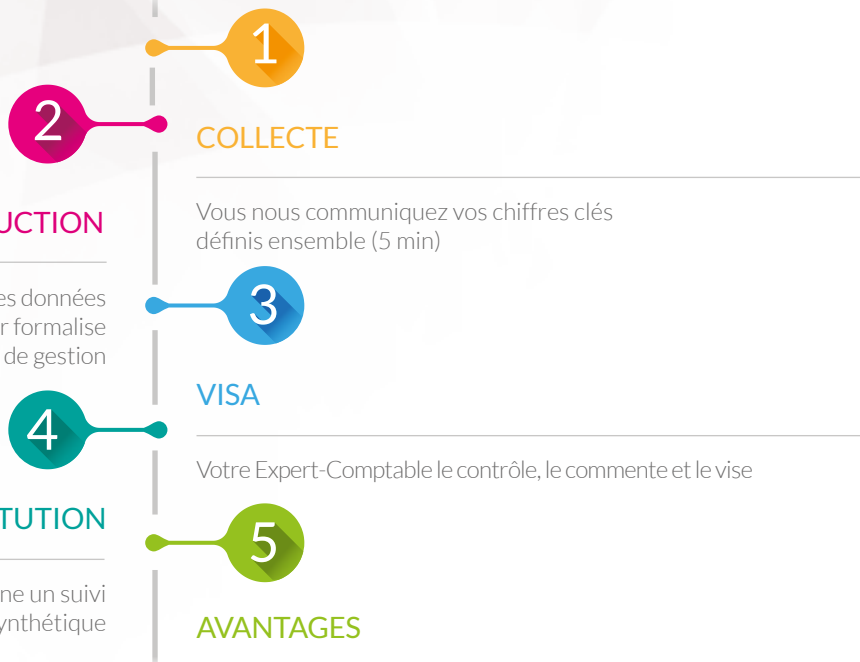 1
COLLECTE
Vous nous communiquez vos chiffres clés
définis ensemble (5 min)
2
UCTION
es données
r formalise
de gestion
3
VISA
Votre Expert-Comptable le contrôle, le commente et le vise
4
TUTION
ne un suivi
ynthétique
5
AVANTAGES